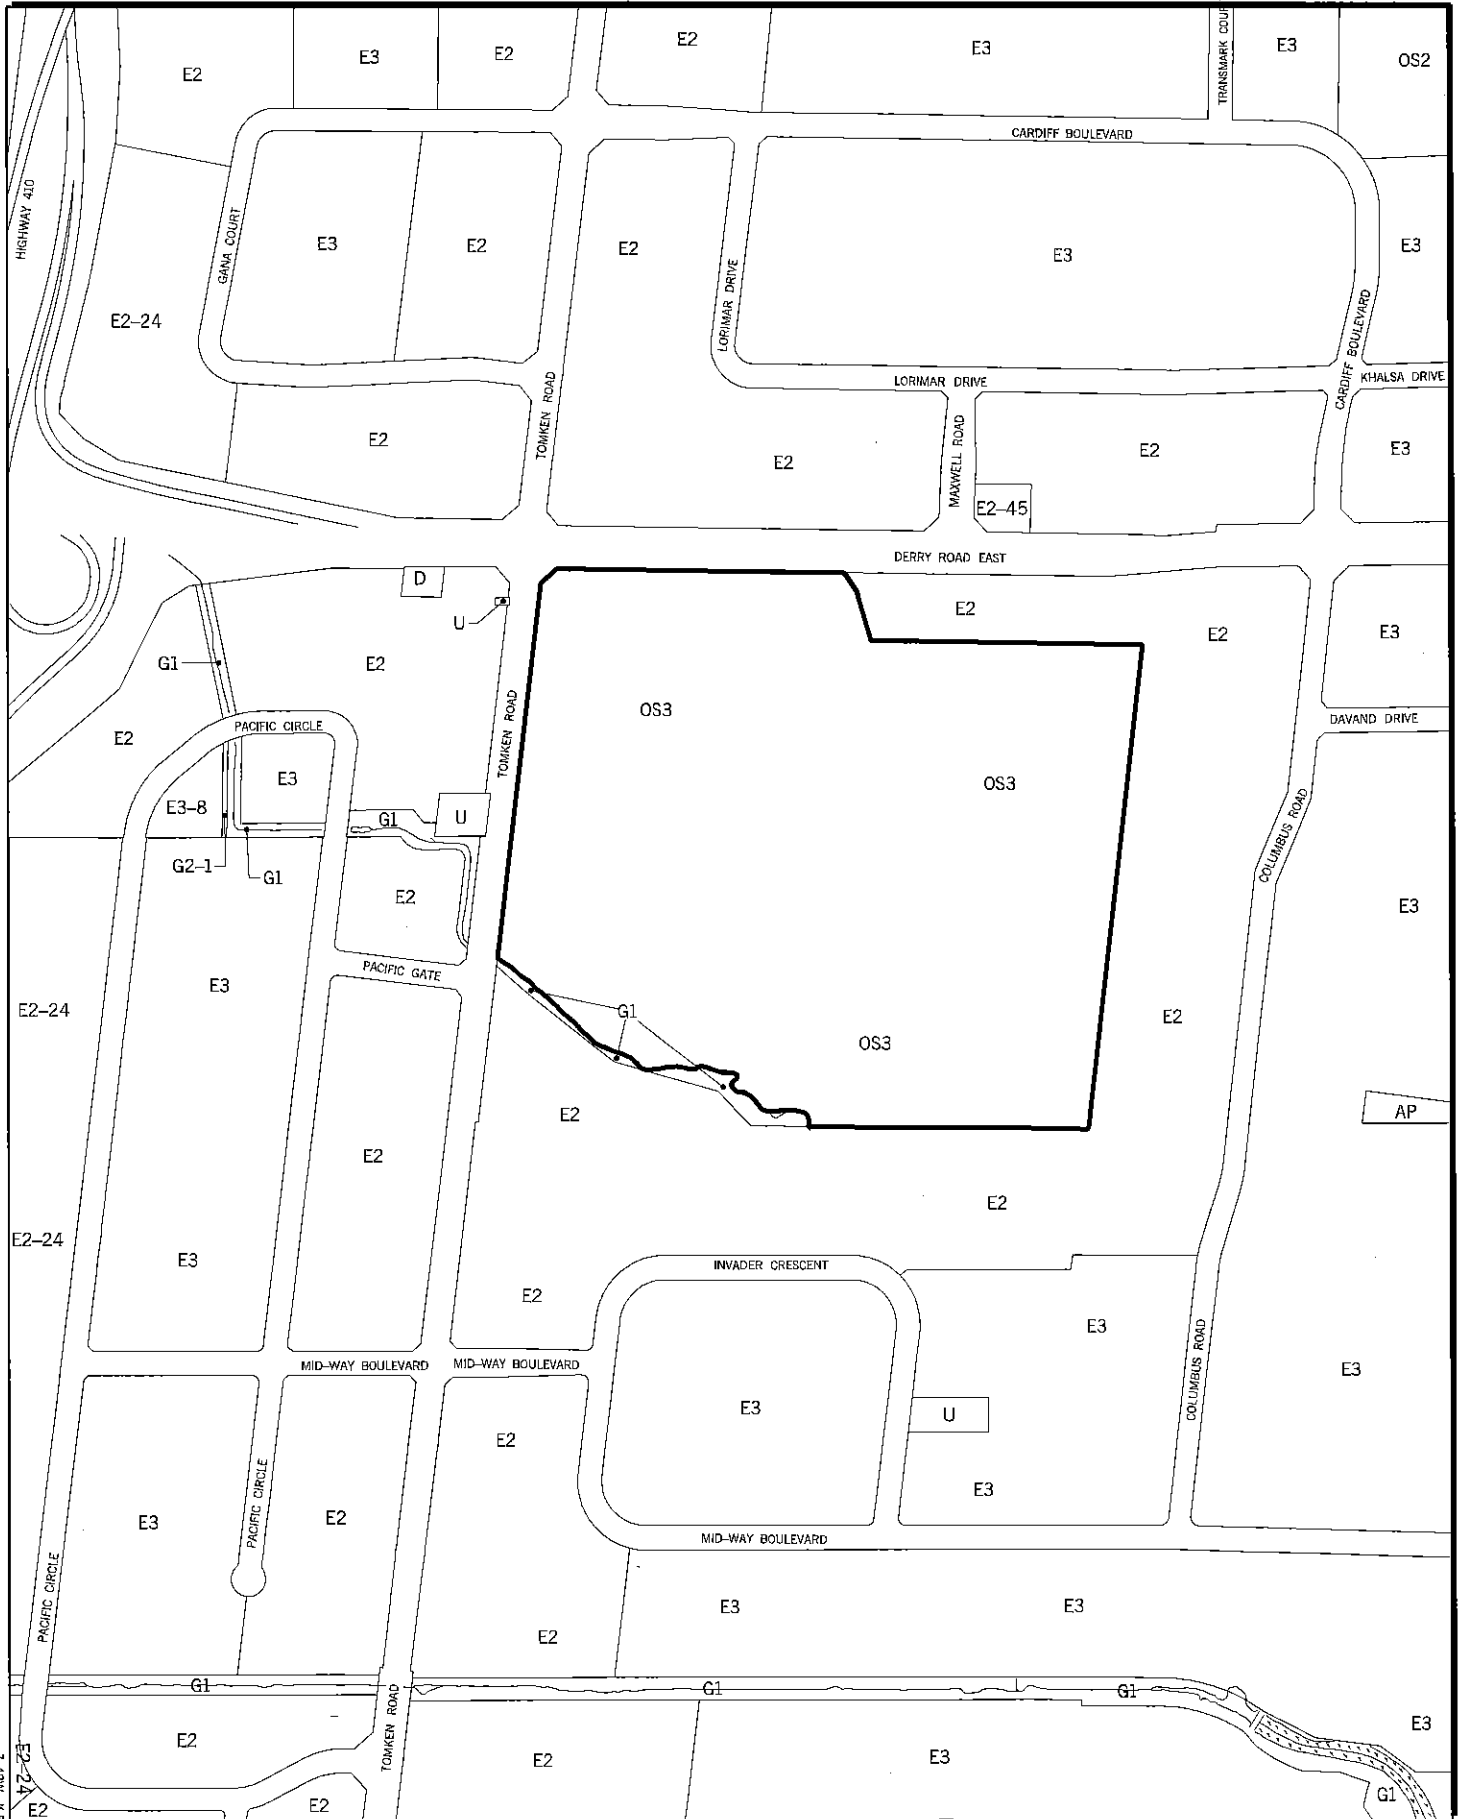 E2
E3
E2
E2
E3
TRANSMARK
E3
OS2
CARDIFF BOULEVARD
HIGHWAY 410
GANA COURT
E3
E2
E2
LORIMAR DRIVE
E3
E3
E2-24
CARDIFF BOULEVARD
TOMKEN ROAD
LORIMAR DRIVE
KHALSA DRIVE
E2
E2
MAXWELL ROAD
E2
E3
E2-45
DERRY ROAD EAST
D
U
E2
E2
E3
G1
E2
OS3
TOMKEN ROAD
PACIFIC CIRCLE
DAVAND DRIVE
E2
E3
OS3
E3-8
G1
U
COLUMBUS ROAD
G2-1
G1
E2
E3
PACIFIC GATE
E3
E2-24
G1
E2
OS3
E2
AP
E2
E2
E2-24
E3
INVADER CRESCENT
E2
E3
COLUMBUS ROAD
MID-WAY BOULEVARD
MID-WAY BOULEVARD
E3
E3
U
E2
E3
PACIFIC CIRCLE
E3
E2
MID-WAY BOULEVARD
PACIFIC CIRCLE
E3
E3
E2
G1
G1
G1
TOMKEN ROAD
E3
E2
E2
E3
E2-24
G1
E2
E2